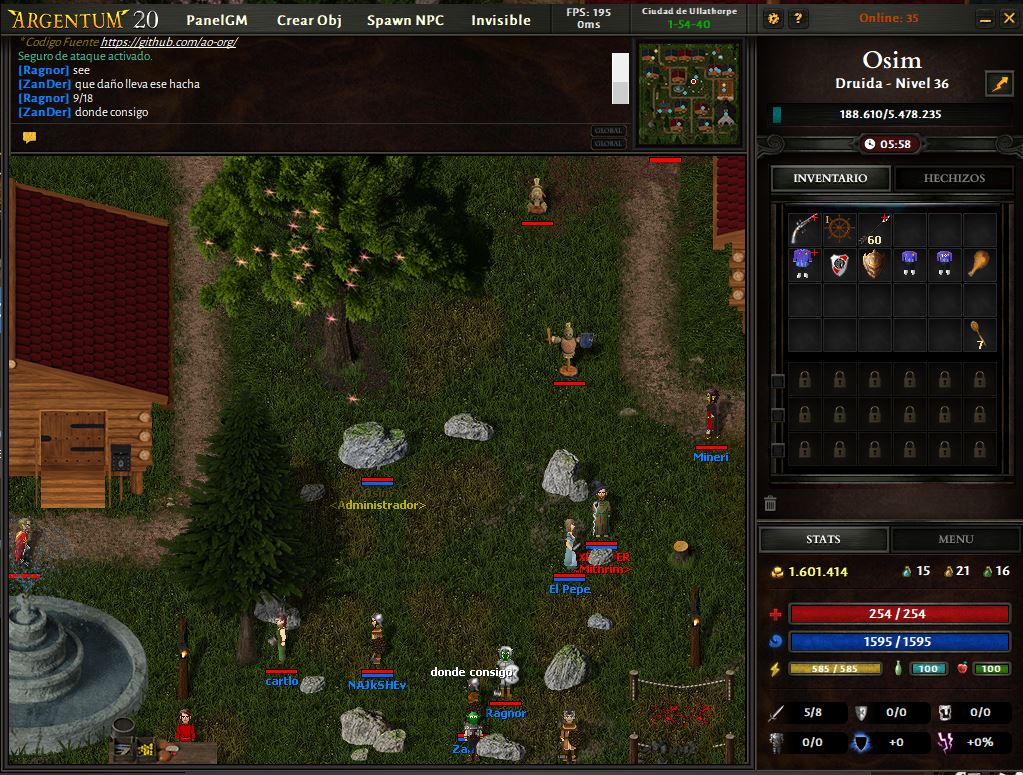 ARGENTUM 20
PanelGM
Crear Obj
Spawn NPC
Invisible
FPS: 195
0ms
Ciudad de Ullathorpe
1-54-40
?
Online: 35
*Codigo Fuente https://github.com/ao-org/
Seguro de ataque activado.
[Ragnor] see
[ZanDer] que daño lleva ese hacha
[Ragnor] 9/18
[ZanDer] donde consigo
GLOBAL
GLOBAL
Osim
Druida - Nivel 36
188.610/5.478.235
05:58
INVENTARIO
HECHIZOS
60
7
Mineri
Administrador>
Mithrim>
El Pepe
cartlo
NAJkSHEv
donde consigo
Ragnor
Za
STATS
MENU
1.601.414
15
21
16
254 / 254
1595 / 1595
585 / 585
100
100
5/8
0/0
0/0
0/0
+0
+0%